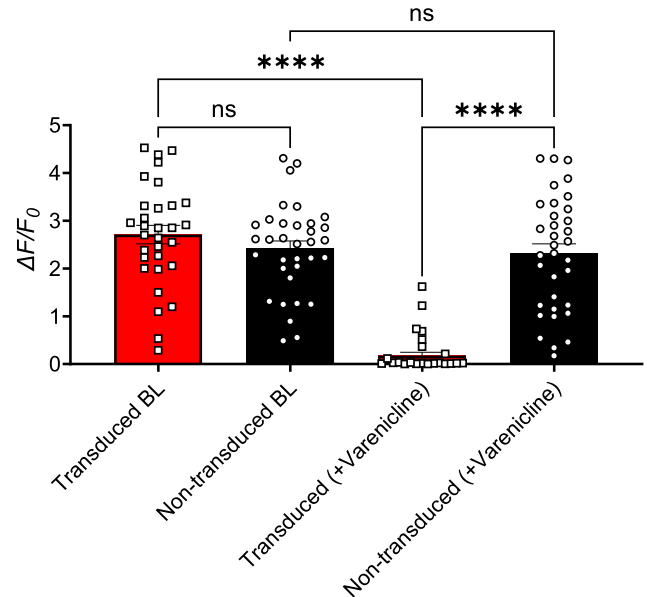 ns
****
ns
****
ΔF/F0
5
4
3
2
1
0
Transduced BL
Non-transduced BL
Transduced (+Varenicline)
Non-transduced (+Varenicline)